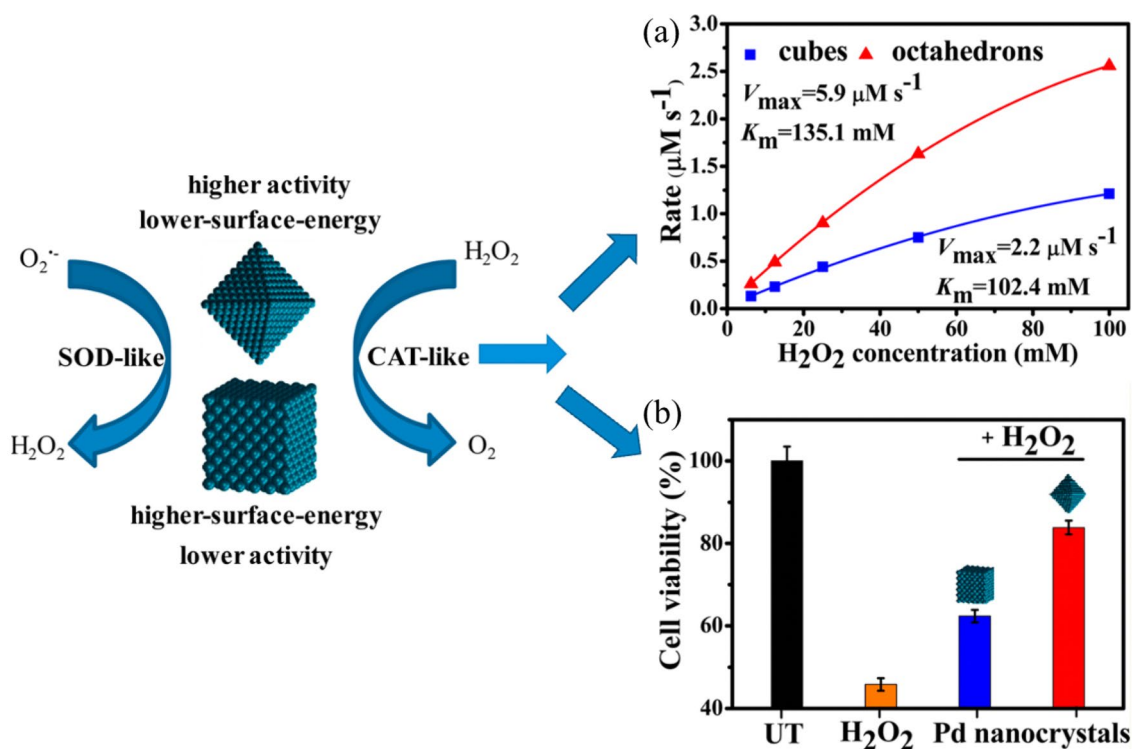 higher activity
lower-surface-energy
O₂·⁻
H₂O₂
SOD-like
CAT-like
H₂O₂
O₂
higher-surface-energy
lower activity
(a)
3.0
2.5
2.0
1.5
1.0
0.5
0.0
Rate (μM s⁻¹)
cubes
octahedrons
Vmax=5.9 μM s⁻¹
Km=135.1 mM
Vmax=2.2 μM s⁻¹
Km=102.4 mM
0 20 40 60 80 100
H₂O₂ concentration (mM)
(b)
+ H₂O₂
100
80
60
40
Cell viability (%)
UT
H₂O₂
Pd nanocrystals